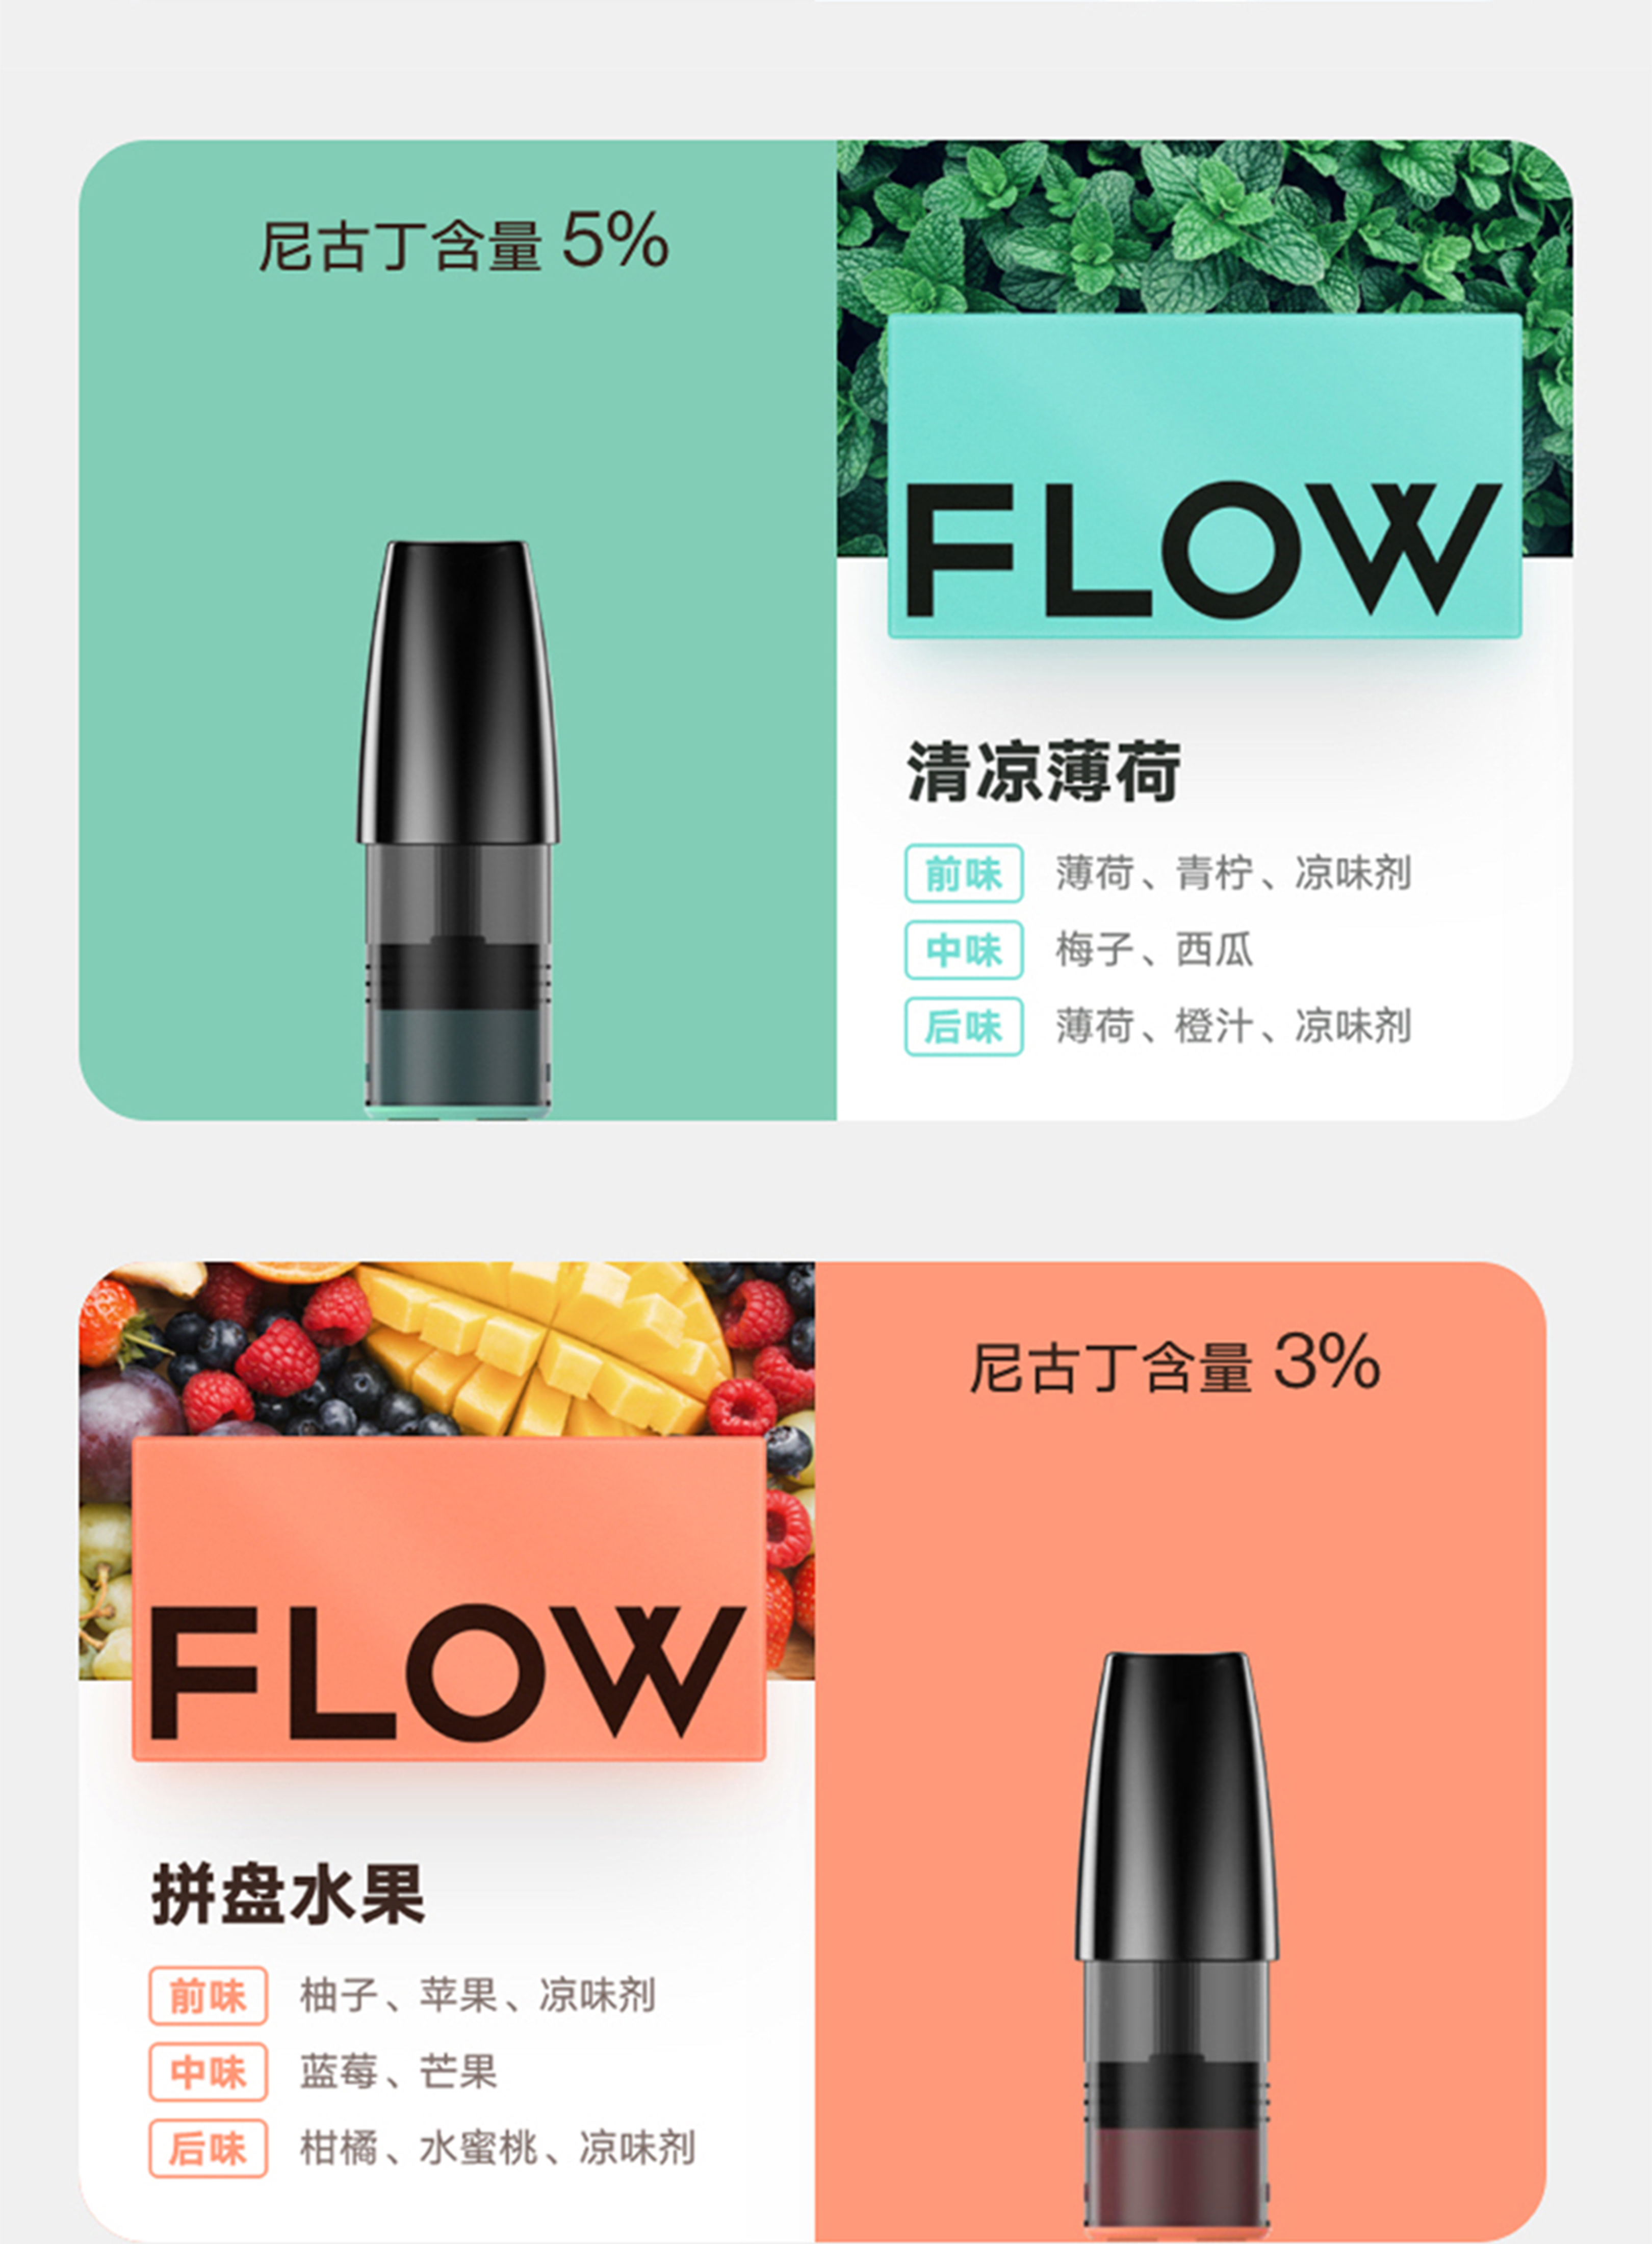 尼古丁含量 5%
FLOW
清凉薄荷
前味 薄荷、青柠、凉味剂
中味 梅子、西瓜
后味 薄荷、橙汁、凉味剂
尼古丁含量 3%
FLOW
拼盘水果
前味 柚子、苹果、凉味剂
中味 蓝莓、芒果
后味 柑橘、水蜜桃、凉味剂